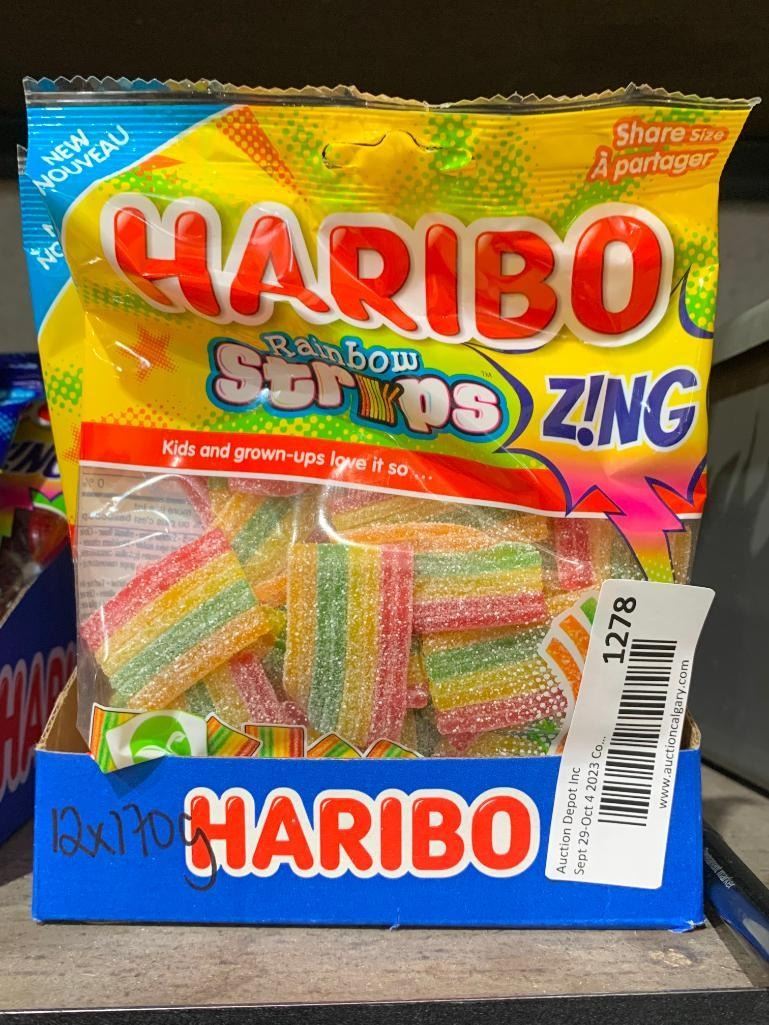 NEW
NOUVEAU
Share Size
À partager
HARIBO
Rainbow
Strips
TM
Z!NG
Kids and grown-ups love it so ...
1278
Auction Depot Inc
Sept 29-Oct 4 2023 Co...
www.auctioncalgary.com
12x170g
HARIBO